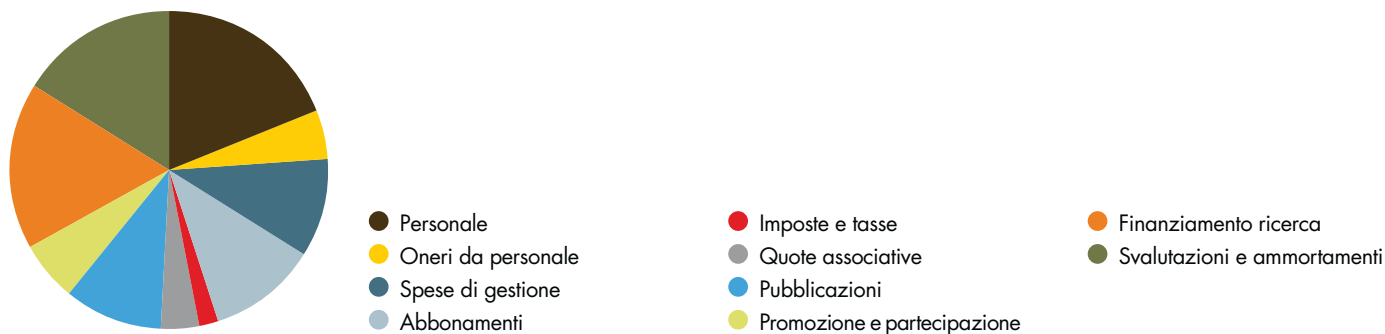 Personale
Oneri da personale
Spese di gestione
Abbonamenti
Imposte e tasse
Quote associative
Pubblicazioni
Promozione e partecipazione
Finanziamento ricerca
Svalutazioni e ammortamenti